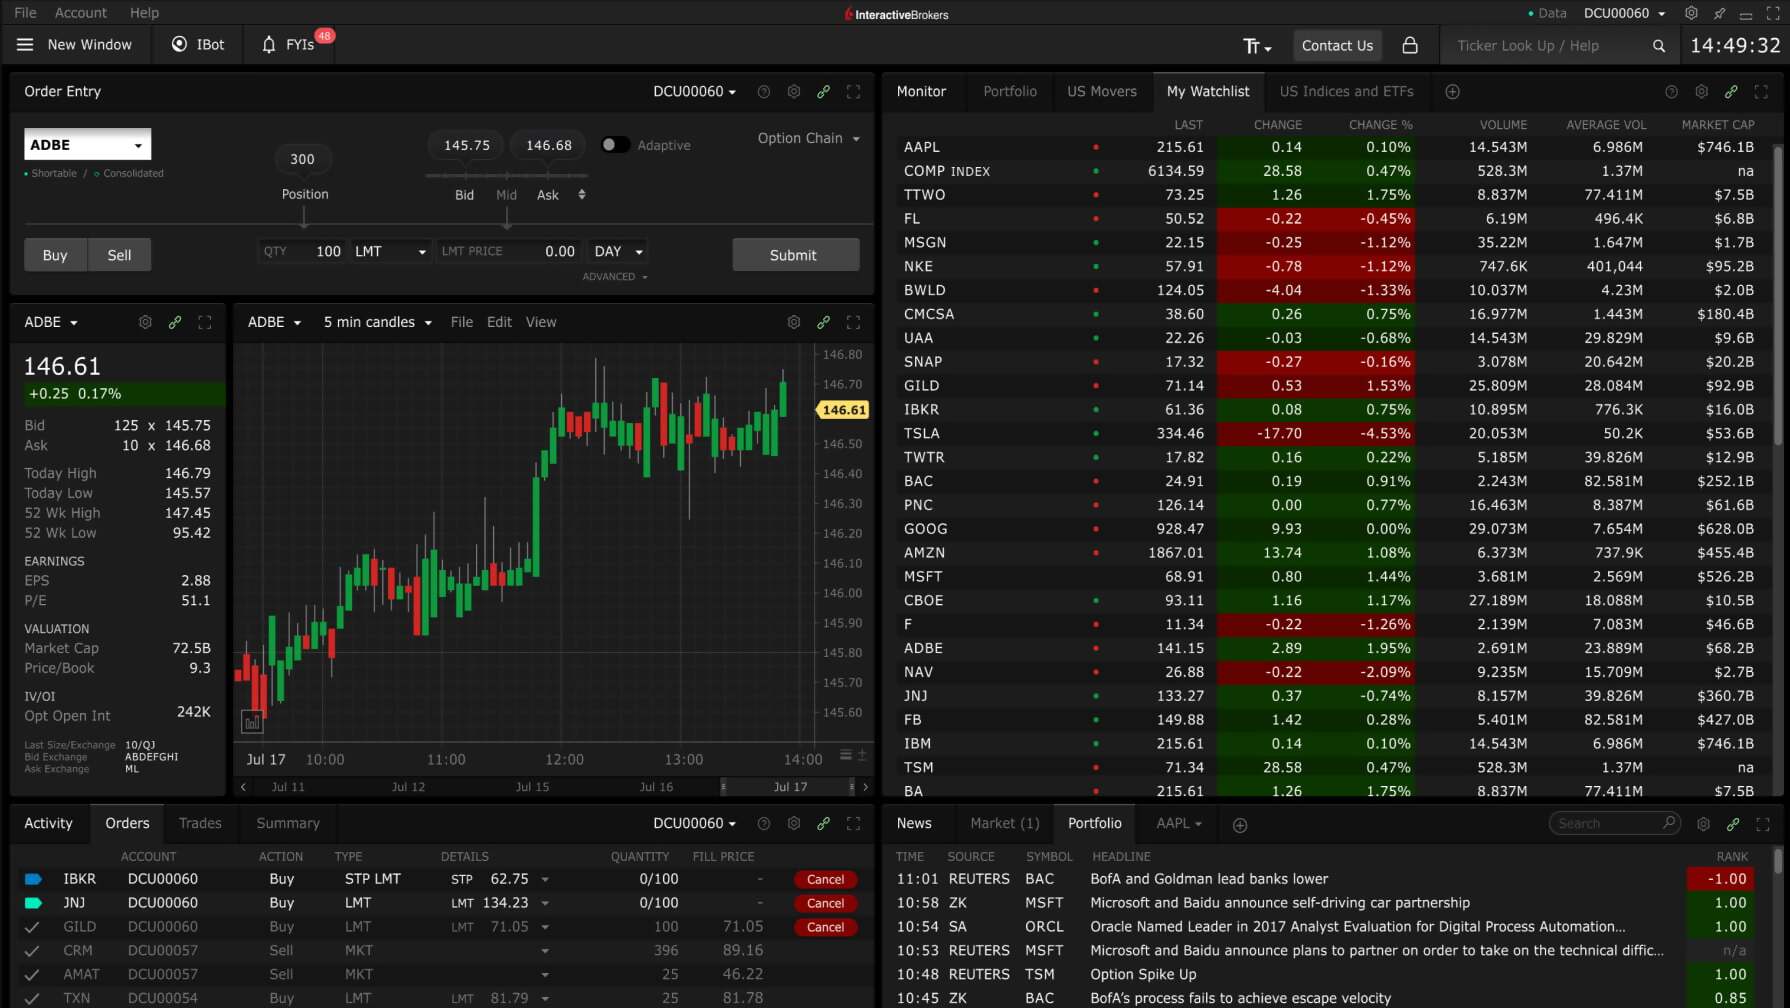 File Account Help InteractiveBrokers Data DCU00060
New Window IBot FYIs 48 TT Contact Us Ticker Look Up / Help 14:49:32
Order Entry DCU00060
ADBE
Shortable / Consolidated
300
Position
145.75 146.68 Adaptive Option Chain
Bid Mid Ask
Buy Sell QTY 100 LMT LMT PRICE 0.00 DAY Submit
ADVANCED
ADBE
146.61
+0.25 0.17%
Bid 125 x 145.75
Ask 10 x 146.68
Today High 146.79
Today Low 145.57
52 Wk High 147.45
52 Wk Low 95.42
EARNINGS
EPS 2.88
P/E 51.1
VALUATION
Market Cap 72.5B
Price/Book 9.3
IV/OI
Opt Open Int 242K
Last Size/Exchange 10/QJ
Bid Exchange ABDEFGHI
Ask Exchange ML
ADBE 5 min candles File Edit View
146.80
146.70
146.61
146.50
146.40
146.30
146.20
146.10
146.00
145.90
145.80
145.70
145.60
Jul 17 10:00 11:00 12:00 13:00 14:00
Jul 11 Jul 12 Jul 15 Jul 16 Jul 17
Monitor Portfolio US Movers My Watchlist US Indices and ETFs
LAST CHANGE CHANGE % VOLUME AVERAGE VOL MARKET CAP
AAPL 215.61 0.14 0.10% 14.543M 6.986M $746.1B
COMP INDEX 6134.59 28.58 0.47% 528.3M 1.37M na
TTWO 73.25 1.26 1.75% 8.837M 77.411M $7.5B
FL 50.52 -0.22 -0.45% 6.19M 496.4K $6.8B
MSGN 22.15 -0.25 -1.12% 35.22M 1.647M $1.7B
NKE 57.91 -0.78 -1.12% 747.6K 401,044 $95.2B
BWLD 124.05 -4.04 -1.33% 10.037M 4.23M $2.0B
CMCSA 38.60 0.26 0.75% 16.977M 1.443M $180.4B
UAA 22.26 -0.03 -0.68% 14.543M 29.829M $9.6B
SNAP 17.32 -0.27 -0.16% 3.078M 20.642M $20.2B
GILD 71.14 0.53 1.53% 25.809M 28.084M $92.9B
IBKR 61.36 0.08 0.75% 10.895M 776.3K $16.0B
TSLA 334.46 -17.70 -4.53% 20.053M 50.2K $53.6B
TWTR 17.82 0.16 0.22% 5.185M 39.826M $12.9B
BAC 24.91 0.19 0.91% 2.243M 82.581M $252.1B
PNC 126.14 0.00 0.77% 16.463M 8.387M $61.6B
GOOG 928.47 9.93 0.00% 29.073M 7.654M $628.0B
AMZN 1867.01 13.74 1.08% 6.373M 737.9K $455.4B
MSFT 68.91 0.80 1.44% 3.681M 2.569M $526.2B
CBOE 93.11 1.16 1.17% 27.189M 18.088M $10.5B
F 11.34 -0.22 -1.26% 2.139M 7.083M $46.6B
ADBE 141.15 2.89 1.95% 2.691M 23.889M $68.2B
NAV 26.88 -0.22 -2.09% 9.235M 15.709M $2.7B
JNJ 133.27 0.37 -0.74% 8.157M 39.826M $360.7B
FB 149.88 1.42 0.28% 5.401M 82.581M $427.0B
IBM 215.61 0.14 0.10% 14.543M 6.986M $746.1B
TSM 71.34 28.58 0.47% 528.3M 1.37M na
BA 215.61 1.26 1.75% 8.837M 77.411M $7.5B
Activity Orders Trades Summary DCU00060
ACCOUNT ACTION TYPE DETAILS QUANTITY FILL PRICE
IBKR DCU00060 Buy STP LMT STP 62.75 0/100 - Cancel
JNJ DCU00060 Buy LMT LMT 134.23 0/100 - Cancel
GILD DCU00060 Buy LMT LMT 71.05 100 71.05 Cancel
CRM DCU00057 Sell MKT 396 89.16
AMAT DCU00057 Sell MKT 25 46.22
TXN DCU00054 Buy LMT LMT 81.79 25 81.78
News Market (1) Portfolio AAPL Search
TIME SOURCE SYMBOL HEADLINE RANK
11:01 REUTERS BAC BofA and Goldman lead banks lower -1.00
10:58 ZK MSFT Microsoft and Baidu announce self-driving car partnership 1.00
10:54 SA ORCL Oracle Named Leader in 2017 Analyst Evaluation for Digital Process Automation... 1.00
10:53 REUTERS MSFT Microsoft and Baidu announce plans to partner on order to take on the technical diffic... n/a
10:48 REUTERS TSM Option Spike Up 1.00
10:45 ZK BAC BofA's process fails to achieve escape velocity 0.85